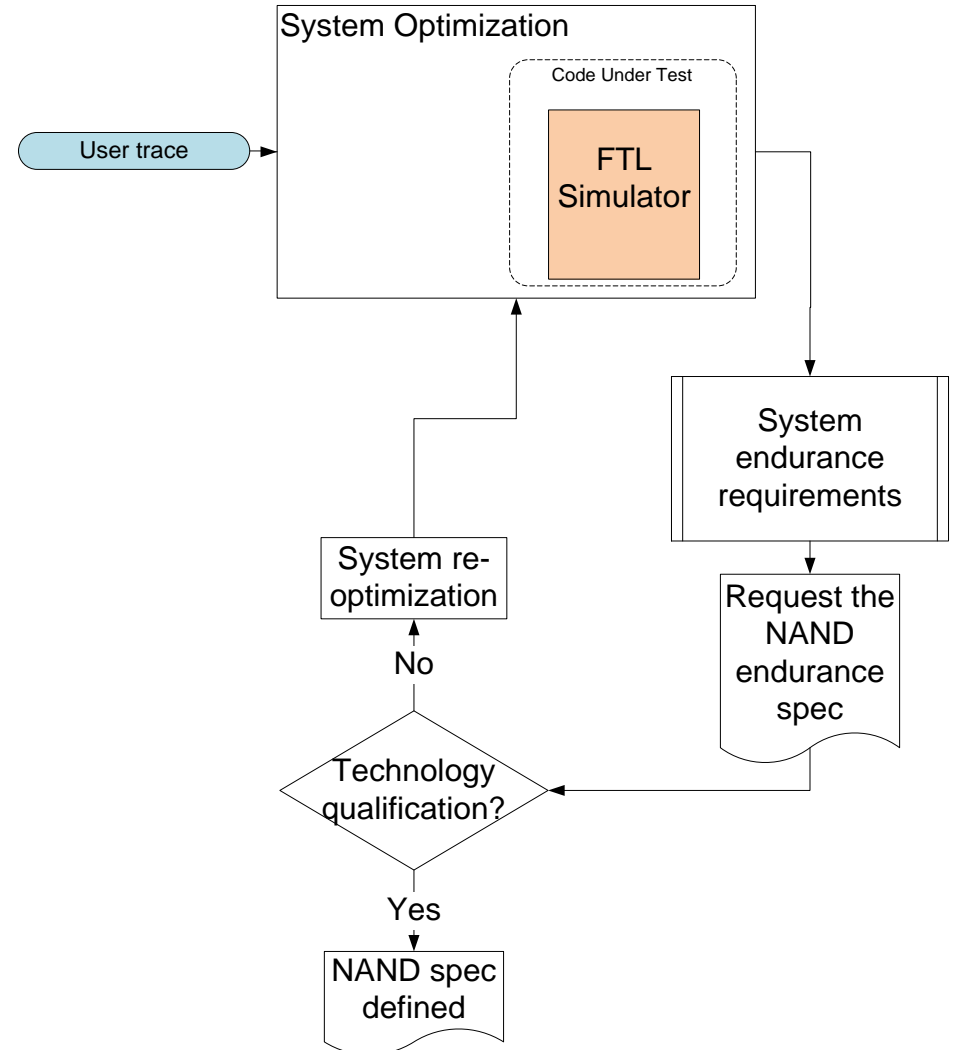 System Optimization
Code Under Test
User trace
FTL
Simulator
System
endurance
requirements
System re-
optimization
Request the
NAND
endurance
spec
No
Technology
qualification?
Yes
NAND spec
defined